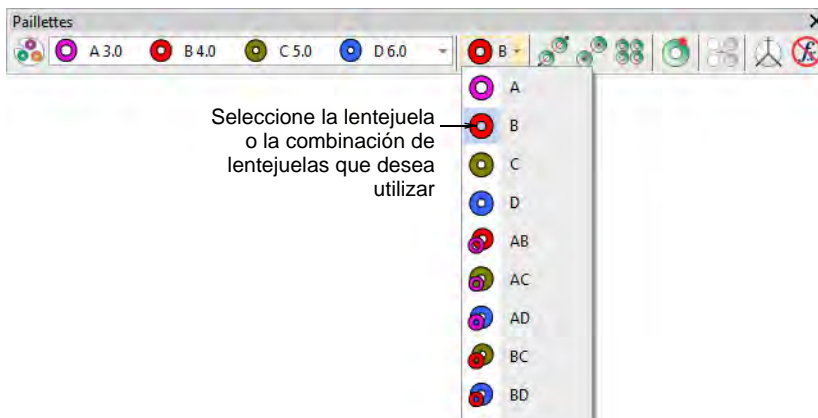 Paillettes
A 3.0 B 4.0 C 5.0 D 6.0 B
A
Seleccione la lentejuela
o la combinación de
lentejuelas que desea
utilizar
B
C
D
AB
AC
AD
BC
BD